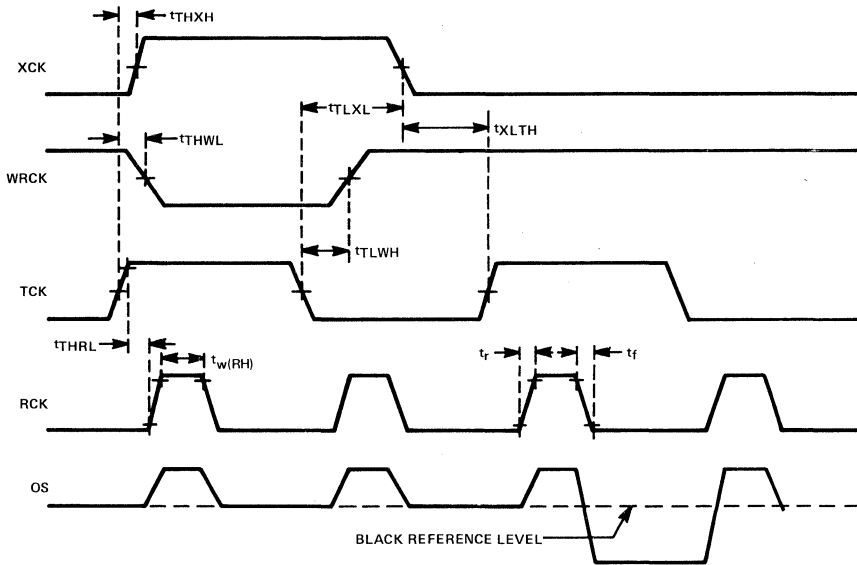 tTHXH
XCK
tTLXL
tXLTH
tTHWL
WRCK
tTLWH
TCK
tTHRL
tw(RH)
tr
tf
RCK
OS
BLACK REFERENCE LEVEL